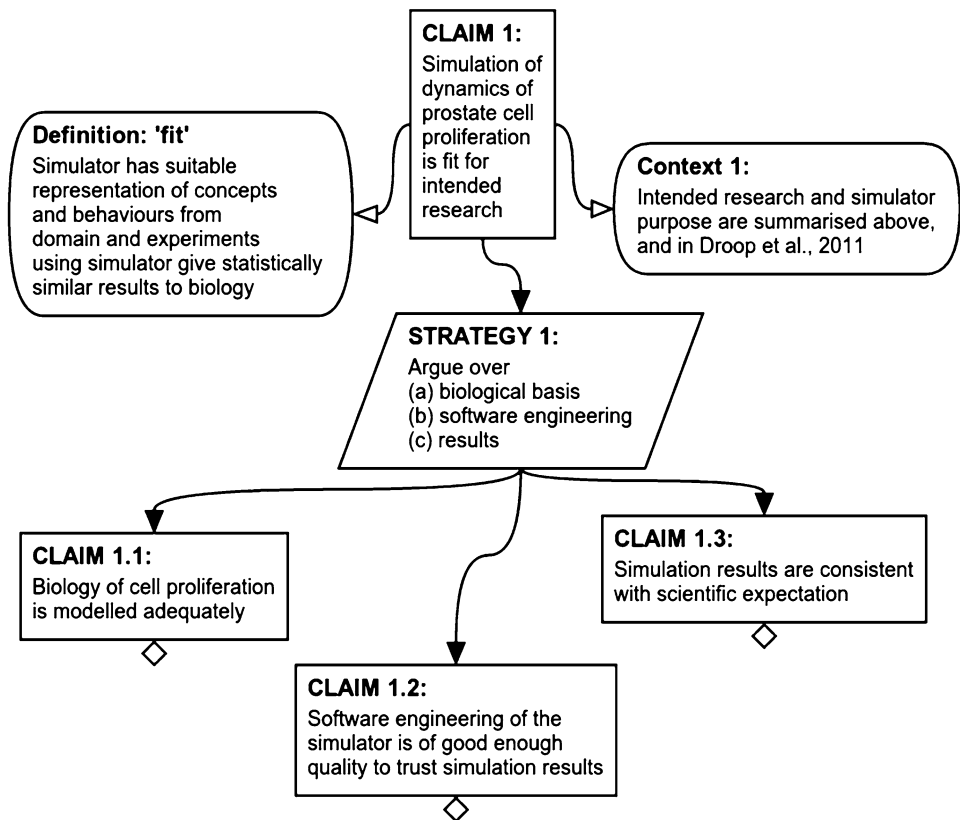 CLAIM 1:
Simulation of
dynamics of
prostate cell
proliferation
is fit for
intended
research
Definition: 'fit'
Simulator has suitable
representation of concepts
and behaviours from
domain and experiments
using simulator give statistically
similar results to biology
Context 1:
Intended research and simulator
purpose are summarised above,
and in Droop et al., 2011
STRATEGY 1:
Argue over
(a) biological basis
(b) software engineering
(c) results
CLAIM 1.1:
Biology of cell proliferation
is modelled adequately
CLAIM 1.2:
Software engineering of the
simulator is of good enough
quality to trust simulation results
CLAIM 1.3:
Simulation results are consistent
with scientific expectation